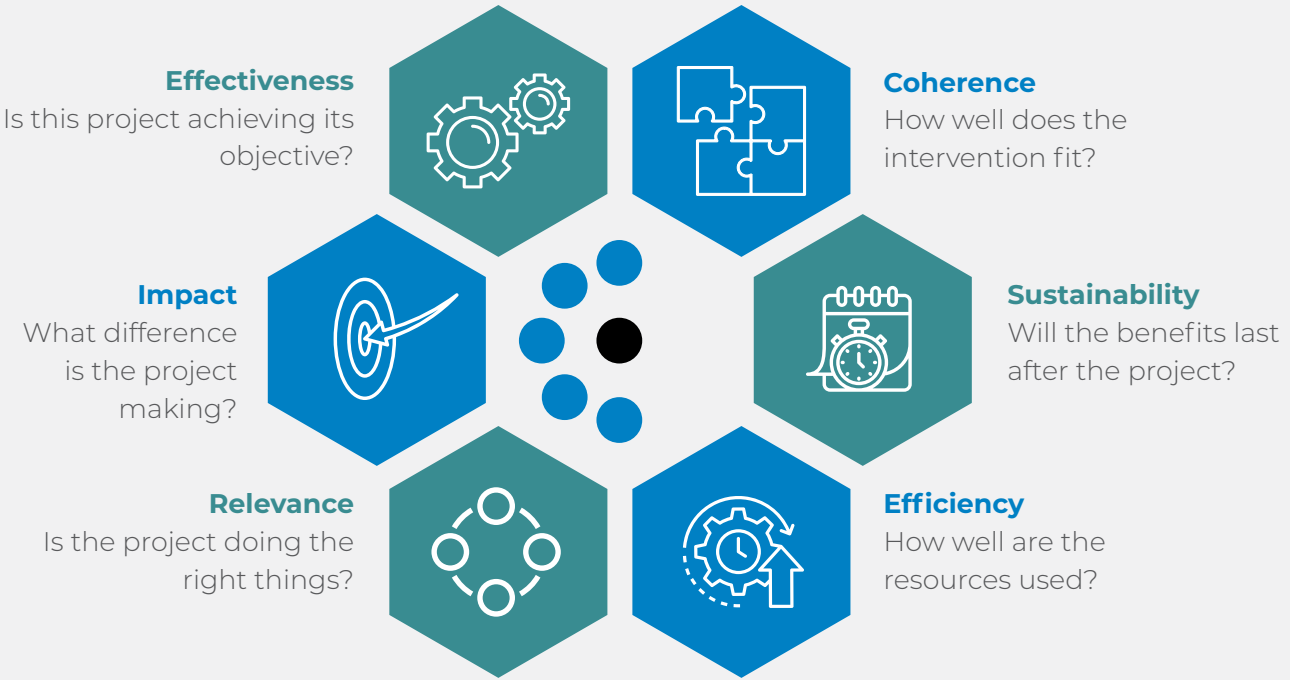 Effectiveness
Is this project achieving its
objective?
Coherence
How well does the
intervention fit?
Impact
What difference
is the project
making?
Sustainability
Will the benefits last
after the project?
Relevance
Is the project doing the
right things?
Efficiency
How well are the
resources used?